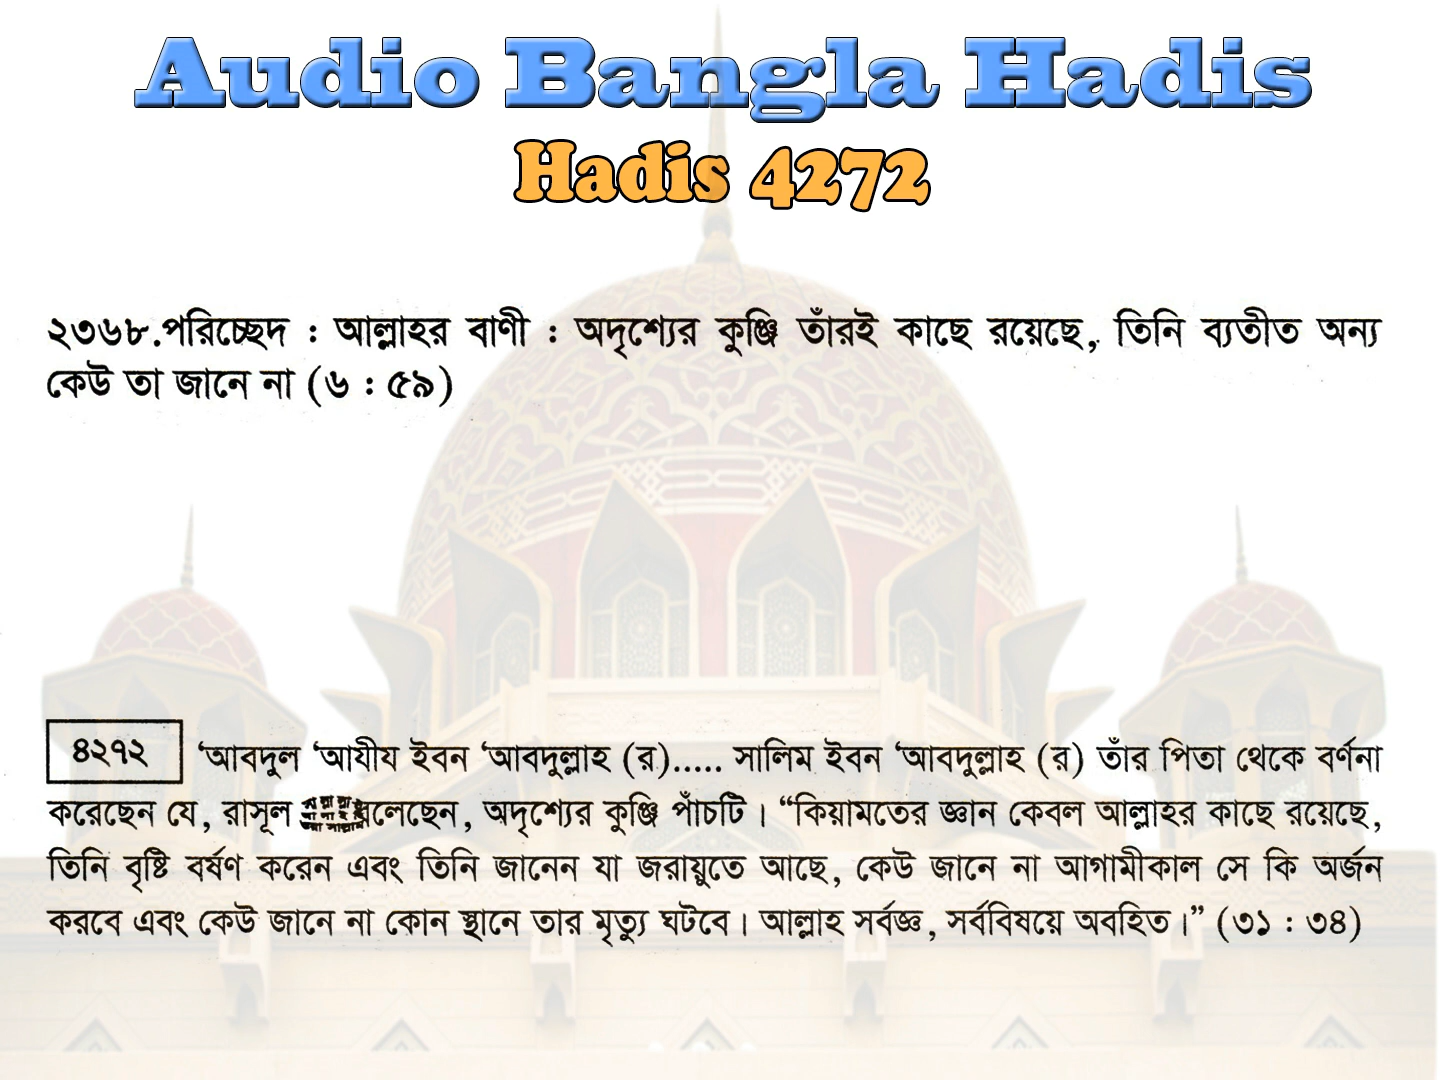 Audio Bangla Hadis
Hadis 4272
২৩৬৮.পরিচ্ছেদ : আল্লাহর বাণী : অদৃশ্যের কুঞ্জি তাঁরই কাছে রয়েছে, তিনি ব্যতীত অন্য
কেউ তা জানে না (৬ : ৫৯)
৪২৭২ ‘আবদুল ‘আযীয ইবন ‘আবদুল্লাহ (র)..... সালিম ইবন ‘আবদুল্লাহ (র) তাঁর পিতা থেকে বর্ণনা
করেছেন যে, রাসূল বলেছেন, অদৃশ্যের কুঞ্জি পাঁচটি। “কিয়ামতের জ্ঞান কেবল আল্লাহর কাছে রয়েছে,
তিনি বৃষ্টি বর্ষণ করেন এবং তিনি জানেন যা জরায়ুতে আছে, কেউ জানে না আগামীকাল সে কি অর্জন
করবে এবং কেউ জানে না কোন স্থানে তার মৃত্যু ঘটবে। আল্লাহ সর্বজ্ঞ, সর্ববিষয়ে অবহিত।” (৩১ : ৩৪)